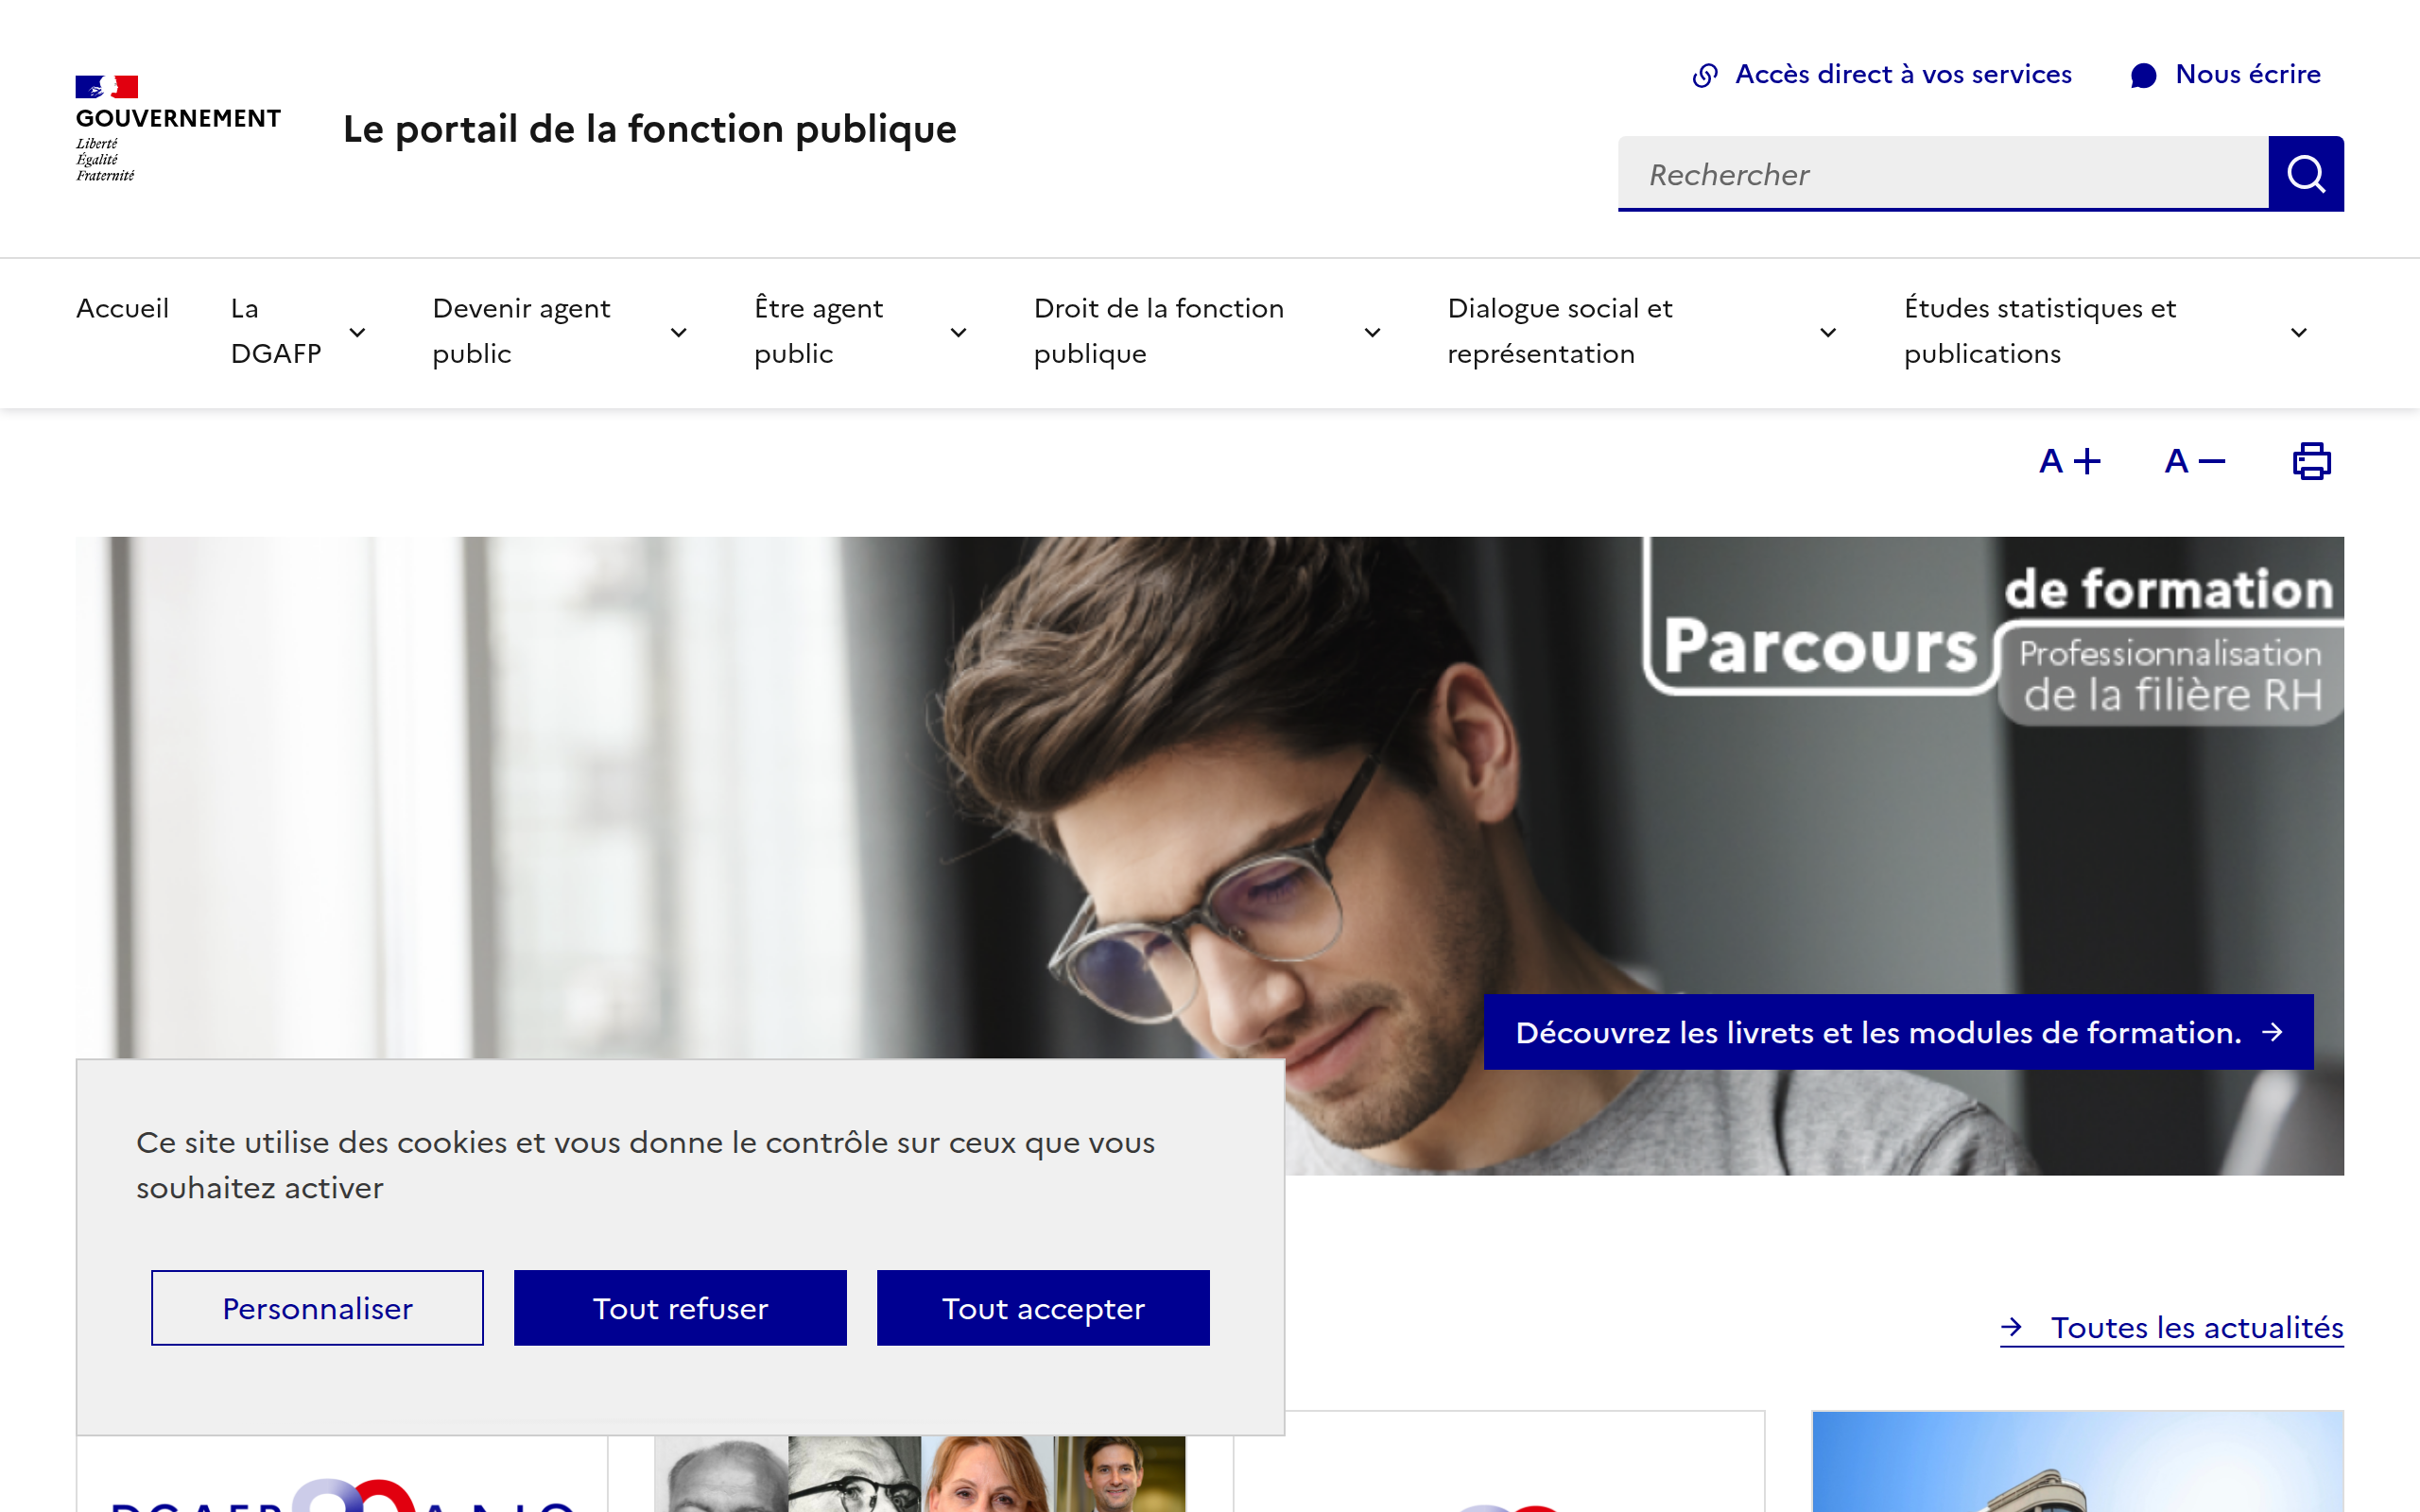 GOUVERNEMENT
Liberté
Égalité
Fraternité
Le portail de la fonction publique
Accès direct à vos services
Nous écrire
Rechercher
Accueil
La
DGAFP
Devenir agent
public
Être agent
public
Droit de la fonction
publique
Dialogue social et
représentation
Études statistiques et
publications
A +
A −
de formation
Parcours
Professionnalisation
de la filière RH
Découvrez les livrets et les modules de formation.
Ce site utilise des cookies et vous donne le contrôle sur ceux que vous
souhaitez activer
Personnaliser
Tout refuser
Tout accepter
Toutes les actualités